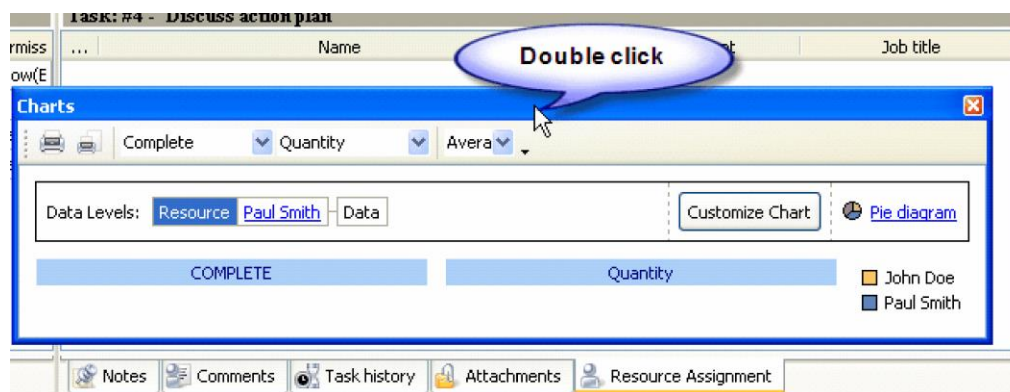 Task: #4 - Discuss action plan
rmiss ... Name Job title
ow(E
Double click
Charts
Complete Quantity Avera
Data Levels: Resource Paul Smith Data Customize Chart Pie diagram
COMPLETE Quantity
John Doe
Paul Smith
Notes Comments Task history Attachments Resource Assignment